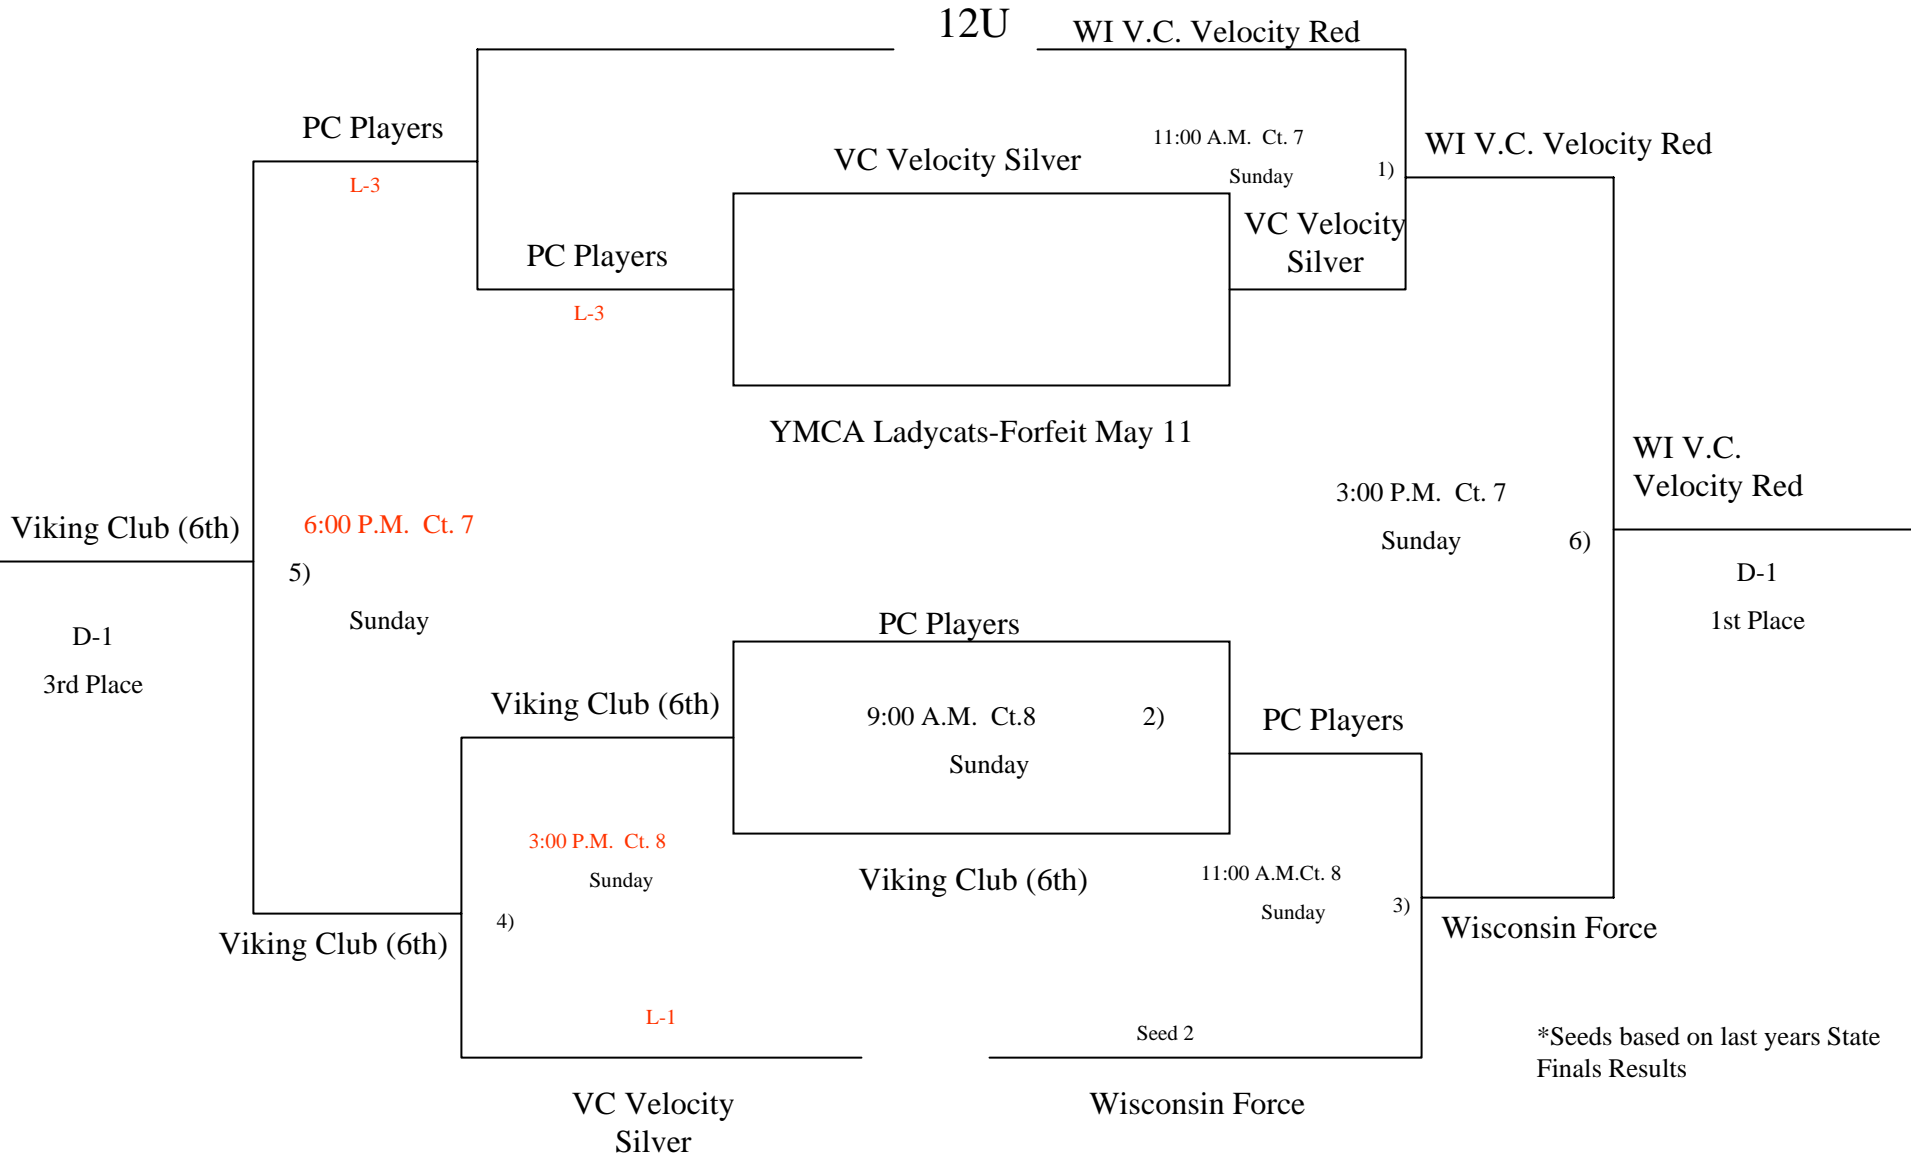 12U
WI V.C. Velocity Red
PC Players
L-3
VC Velocity Silver
11:00 A.M. Ct. 7
Sunday
1)
WI V.C. Velocity Red
PC Players
L-3
VC Velocity
Silver
YMCA Ladycats-Forfeit May 11
WI V.C.
Velocity Red
3:00 P.M. Ct. 7
Sunday
6)
Viking Club (6th)
6:00 P.M. Ct. 7
5)
Sunday
D-1
3rd Place
D-1
1st Place
PC Players
Viking Club (6th)
9:00 A.M. Ct.8
2)
Sunday
PC Players
3:00 P.M. Ct. 8
Sunday
4)
Viking Club (6th)
11:00 A.M.Ct. 8
Sunday
3)
Viking Club (6th)
Wisconsin Force
L-1
Seed 2
*Seeds based on last years State
Finals Results
VC Velocity
Silver
Wisconsin Force